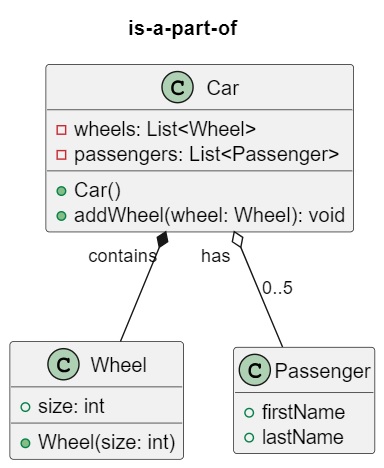 is-a-part-of
C Car
wheels: List<Wheel>
passengers: List<Passenger>
Car()
addWheel(wheel: Wheel): void
contains
has
0..5
C Wheel
size: int
Wheel(size: int)
C Passenger
firstName
lastName